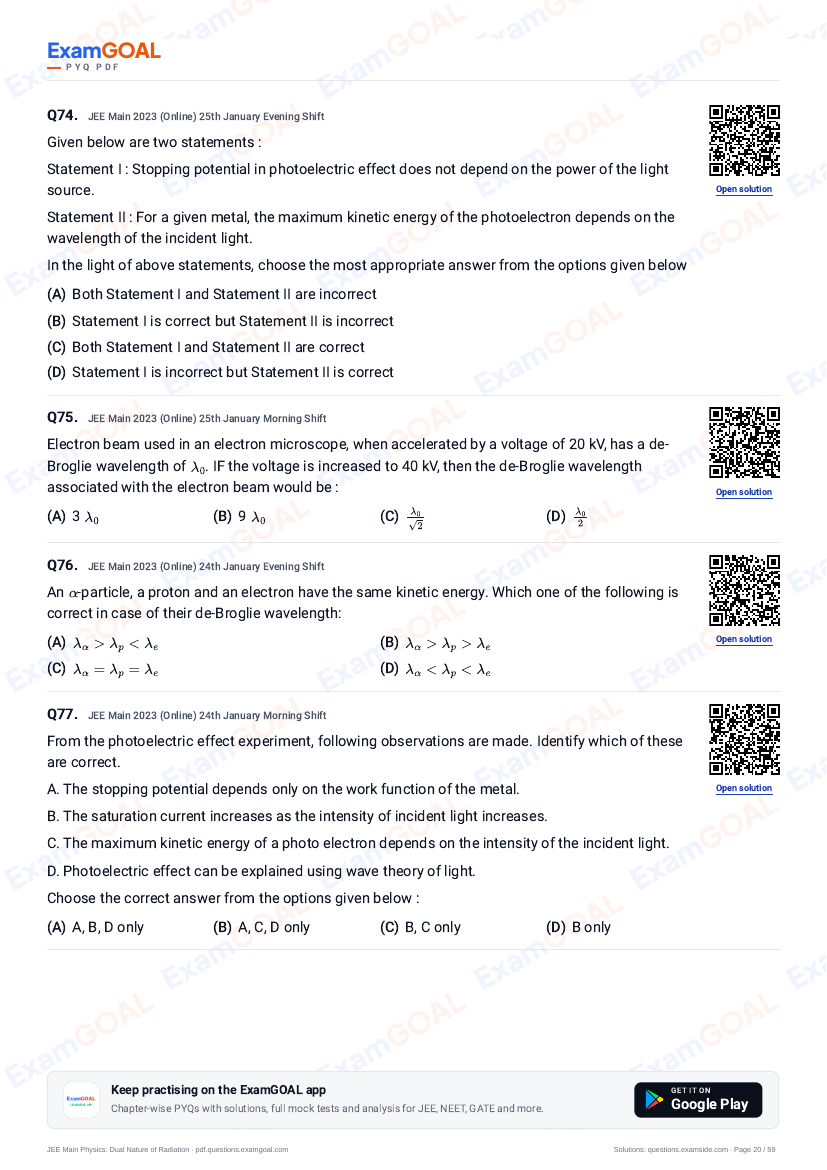 ExamGOAL
PYQ PDF
Q74. JEE Main 2023 (Online) 25th January Evening Shift
Given below are two statements :
Statement I : Stopping potential in photoelectric effect does not depend on the power of the light
source.
Statement II : For a given metal, the maximum kinetic energy of the photoelectron depends on the
wavelength of the incident light.
In the light of above statements, choose the most appropriate answer from the options given below
(A) Both Statement I and Statement II are incorrect
(B) Statement I is correct but Statement II is incorrect
(C) Both Statement I and Statement II are correct
(D) Statement I is incorrect but Statement II is correct
Open solution
Q75. JEE Main 2023 (Online) 25th January Morning Shift
Electron beam used in an electron microscope, when accelerated by a voltage of 20 kV, has a de-
Broglie wavelength of λ₀. IF the voltage is increased to 40 kV, then the de-Broglie wavelength
associated with the electron beam would be :
(A) 3 λ₀ (B) 9 λ₀ (C) λ₀/√2 (D) λ₀/2
Open solution
Q76. JEE Main 2023 (Online) 24th January Evening Shift
An α-particle, a proton and an electron have the same kinetic energy. Which one of the following is
correct in case of their de-Broglie wavelength:
(A) λα > λp < λe (B) λα > λp > λe
(C) λα = λp = λe (D) λα < λp < λe
Open solution
Q77. JEE Main 2023 (Online) 24th January Morning Shift
From the photoelectric effect experiment, following observations are made. Identify which of these
are correct.
A. The stopping potential depends only on the work function of the metal.
B. The saturation current increases as the intensity of incident light increases.
C. The maximum kinetic energy of a photo electron depends on the intensity of the incident light.
D. Photoelectric effect can be explained using wave theory of light.
Choose the correct answer from the options given below :
(A) A, B, D only (B) A, C, D only (C) B, C only (D) B only
Open solution
Keep practising on the ExamGOAL app
Chapter-wise PYQs with solutions, full mock tests and analysis for JEE, NEET, GATE and more.
GET IT ON
Google Play
JEE Main Physics: Dual Nature of Radiation · pdf.questions.examgoal.com
Solutions: questions.examside.com · Page 20 / 59